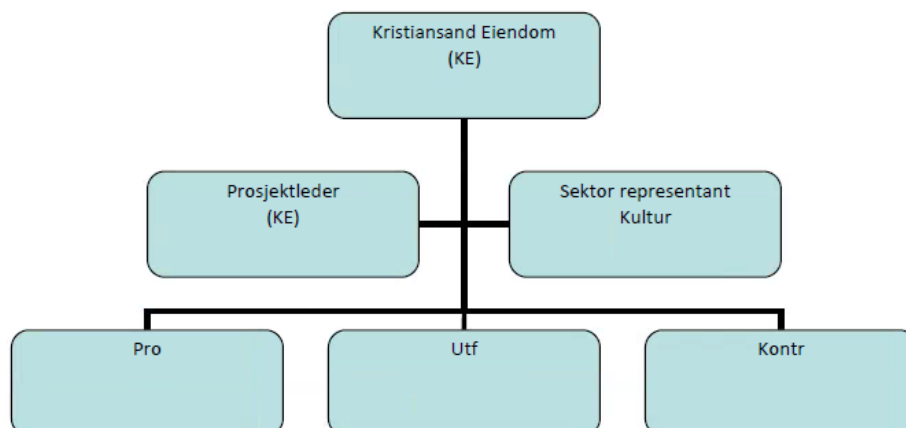 Kristiansand Eiendom
(KE)
Prosjektleder
(KE)
Sektor representant
Kultur
Pro
Utf
Kontr